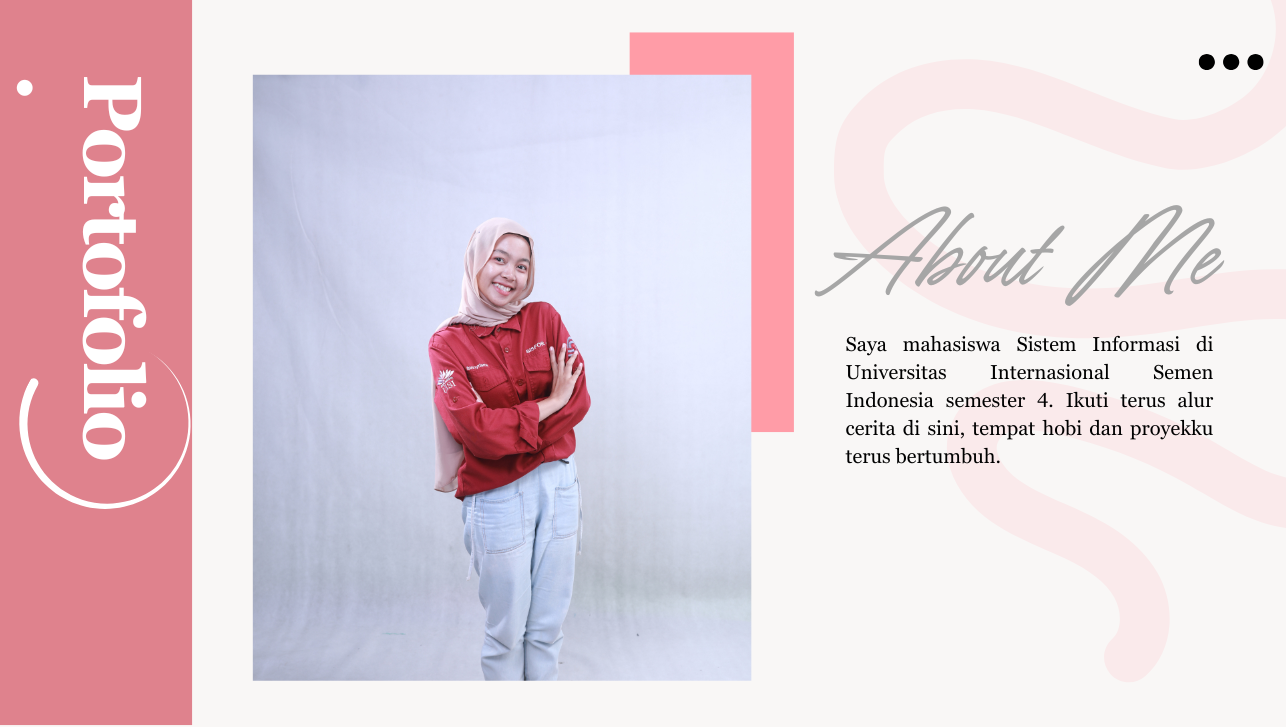 Portofolio
About Me
Saya mahasiswa Sistem Informasi di
Universitas Internasional Semen
Indonesia semester 4. Ikuti terus alur
cerita di sini, tempat hobi dan proyekku
terus bertumbuh.